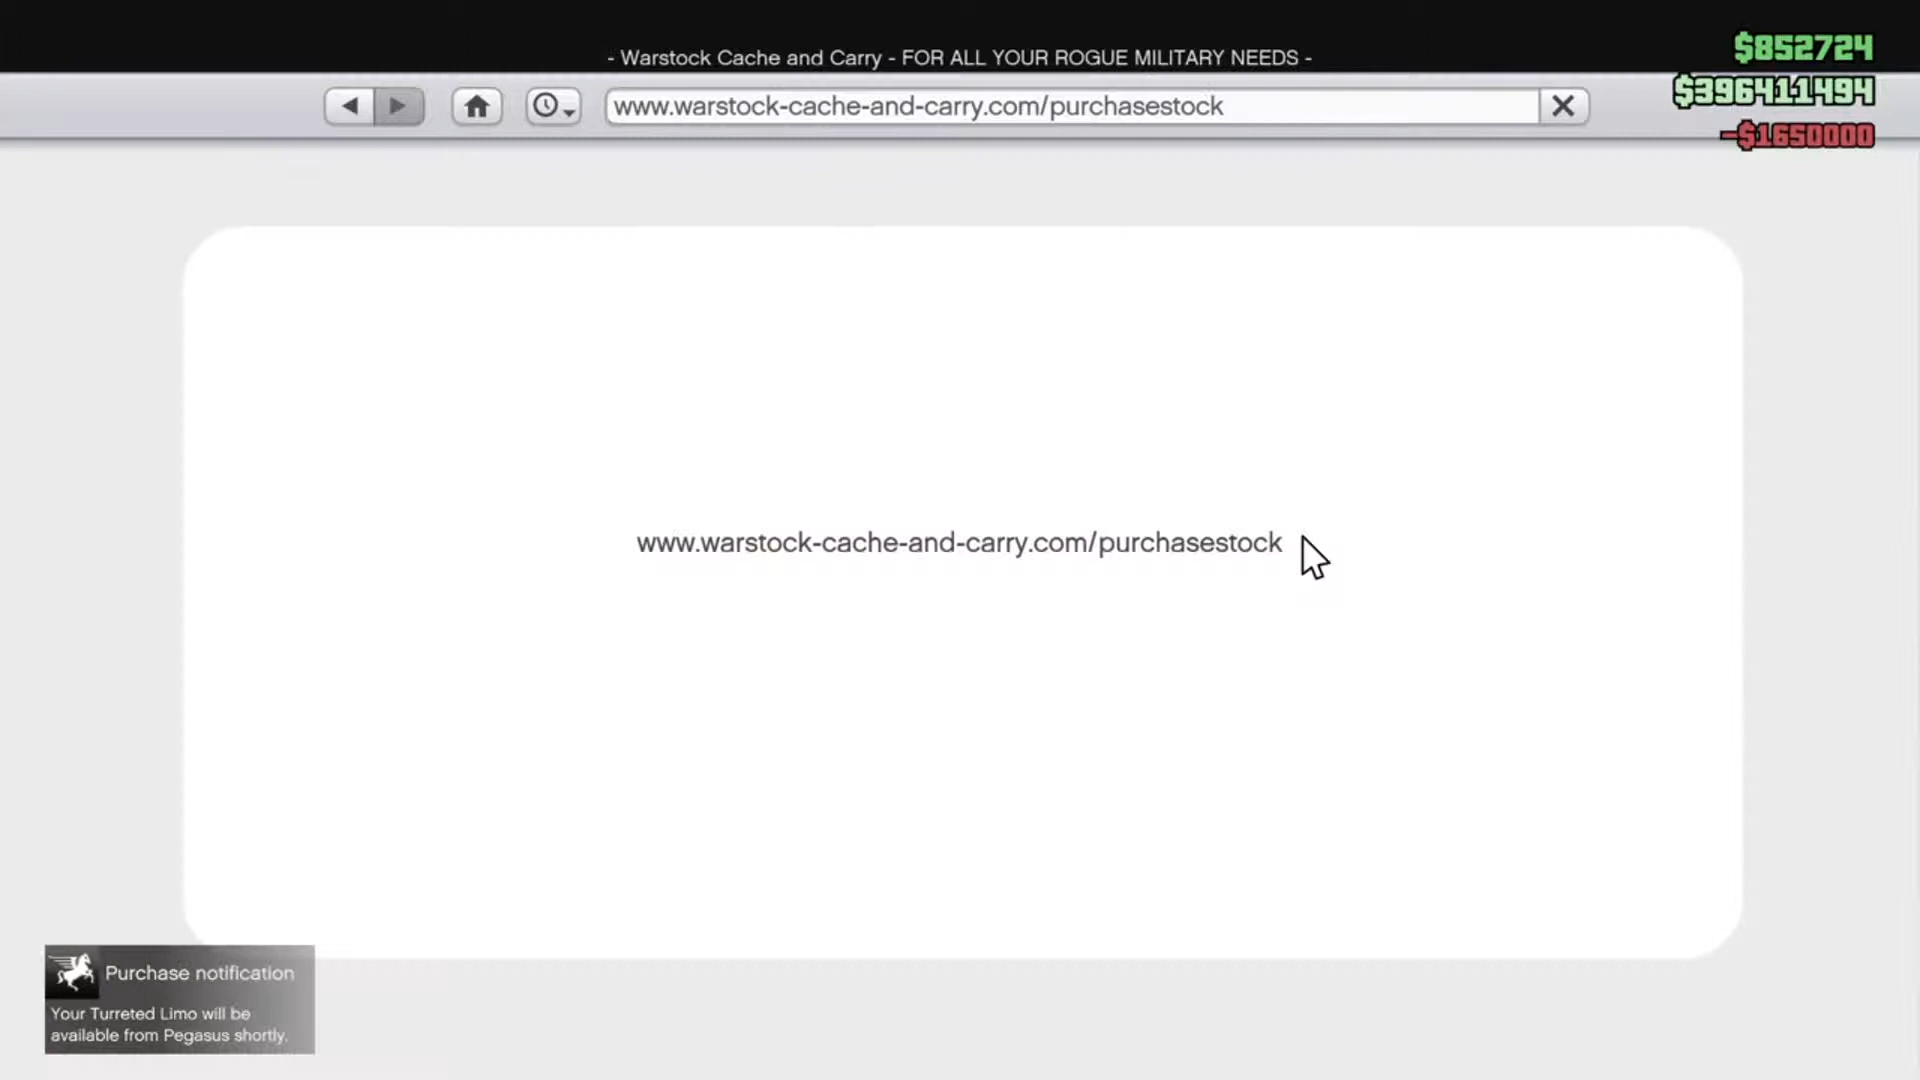 - Warstock Cache and Carry - FOR ALL YOUR ROGUE MILITARY NEEDS -
$852724
www.warstock-cache-and-carry.com/purchasestock
$396411494
-$1650000
www.warstock-cache-and-carry.com/purchasestock
Purchase notification
Your Turreted Limo will be
available from Pegasus shortly.